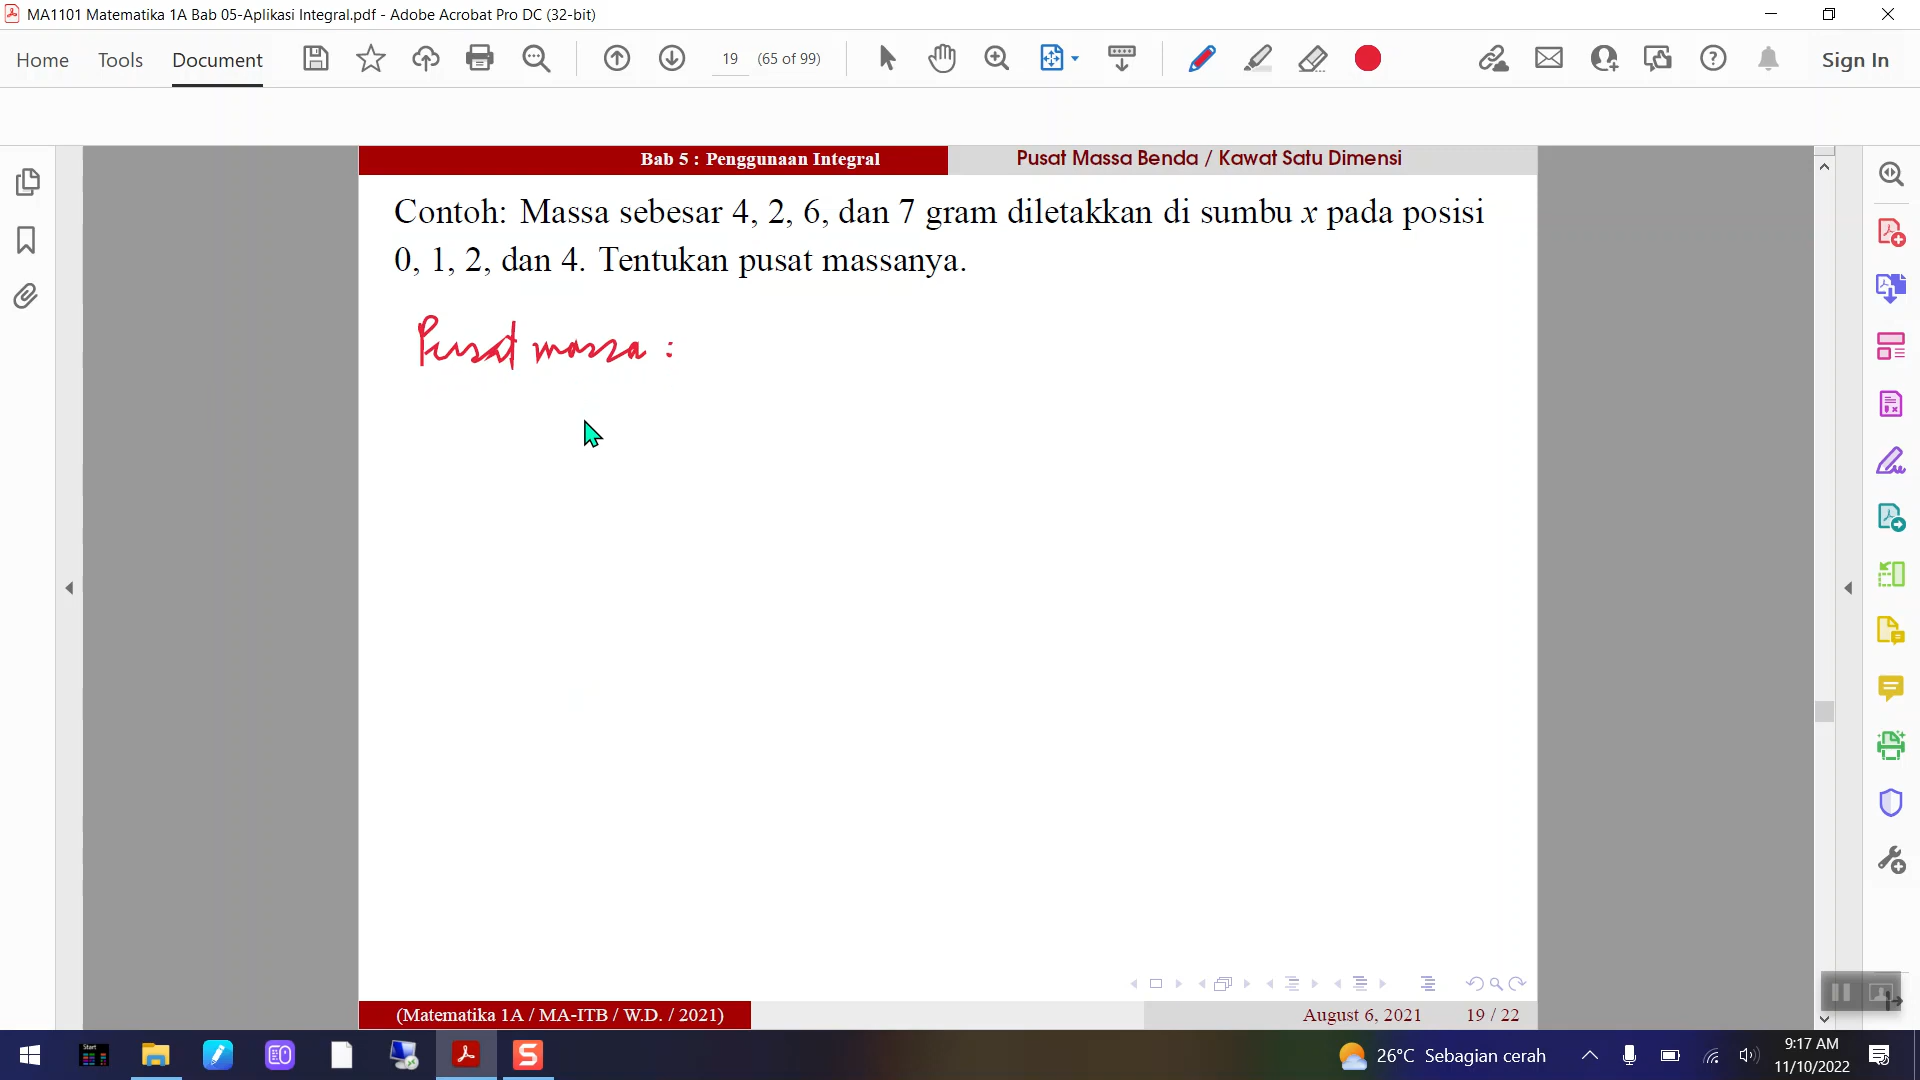 MA1101 Matematika 1A Bab 05-Aplikasi Integral.pdf - Adobe Acrobat Pro DC (32-bit)
Home Tools Document 19 (65 of 99) Sign In
Bab 5 : Penggunaan Integral Pusat Massa Benda / Kawat Satu Dimensi
Contoh: Massa sebesar 4, 2, 6, dan 7 gram diletakkan di sumbu x pada posisi
0, 1, 2, dan 4. Tentukan pusat massanya.
Pusat massa :
(Matematika 1A / MA-ITB / W.D. / 2021) August 6, 2021 19 / 22
Start
26°C Sebagian cerah
9:17 AM
11/10/2022